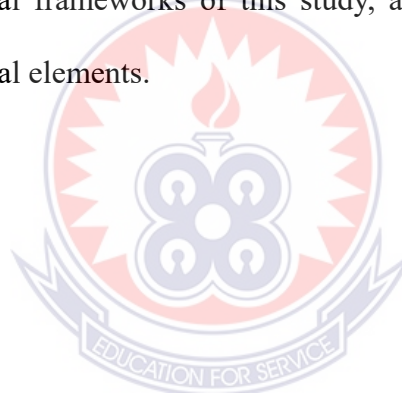 al frameworks of this study, a
al elements.
EDUCATION FOR SERVICE